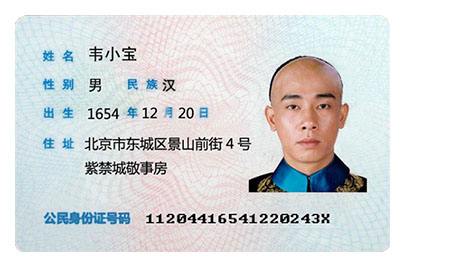 姓名 韦小宝
性别 男 民族 汉
出生 1654 年 12 月 20 日
住址 北京市东城区景山前街 4 号
紫禁城敬事房
公民身份证号码 11204416541220243X